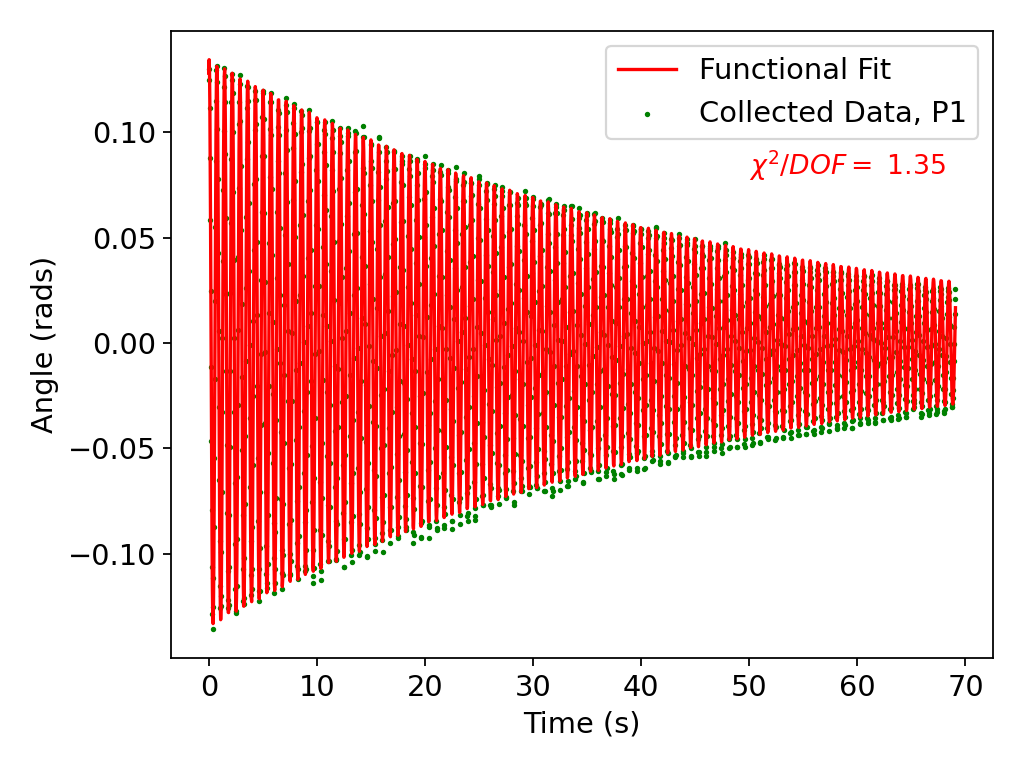 Functional Fit
Collected Data, P1
χ²/DOF = 1.35
0.10
0.05
0.00
−0.05
−0.10
Angle (rads)
0 10 20 30 40 50 60 70
Time (s)